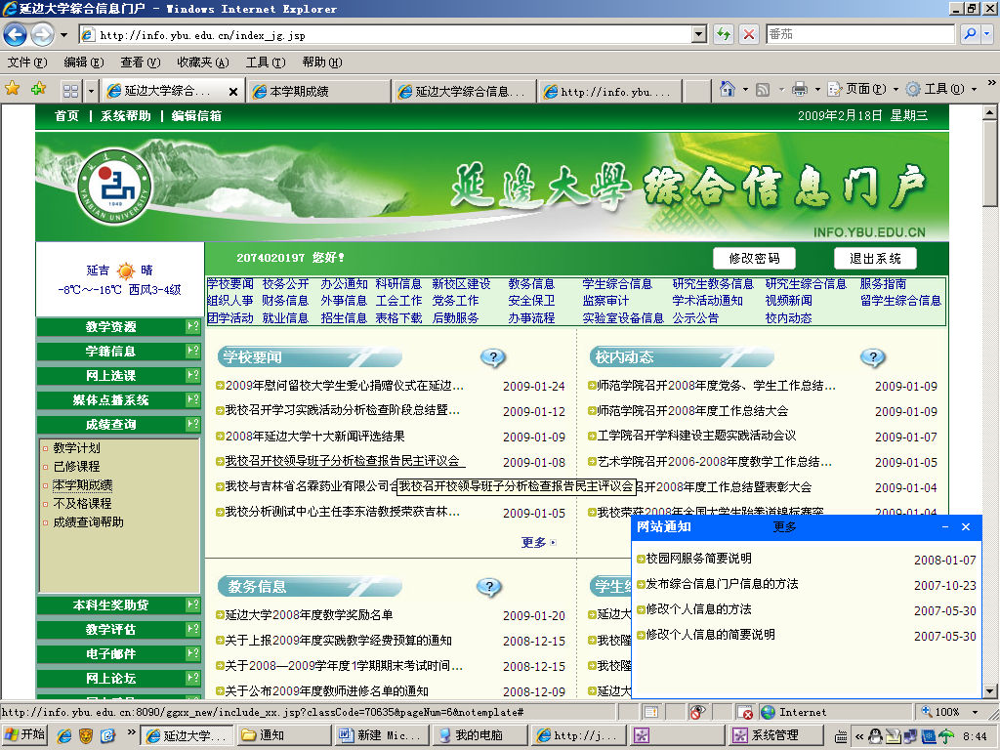 延边大学综合信息门户 - Windows Internet Explorer
http://info.ybu.edu.cn/index_jg.jsp
番茄
文件(F) 编辑(E) 查看(V) 收藏夹(A) 工具(T) 帮助(H)
延边大学综合... 本学期成绩 延边大学综合信息... http://info.ybu.... 页面(P) 工具(O)
首页 | 系统帮助 | 编辑信箱 2009年2月18日 星期三
延邊大學 综合信息门户
YANBIAN UNIVERSITY
1949
INFO.YBU.EDU.CN
延吉 晴
-8℃～-16℃ 西风3-4级
2074020197 您好！ 修改密码 退出系统
学校要闻 校务公开 办公通知 科研信息 新校区建设 教务信息 学生综合信息 研究生教务信息 研究生综合信息 服务指南
组织人事 财务信息 外事信息 工会工作 党务工作 安全保卫 监察审计 学术活动通知 视频新闻 留学生综合信息
团学活动 就业信息 招生信息 表格下载 后勤服务 办事流程 实验室设备信息 公示公告 校内动态
教学资源
学籍信息
网上选课
媒体点播系统
成绩查询
教学计划
已修课程
本学期成绩
不及格课程
成绩查询帮助
本科生奖助贷
教学评估
电子邮件
网上论坛
学校要闻
2009年慰问留校大学生爱心捐赠仪式在延边... 2009-01-24
我校召开学习实践活动分析检查阶段总结暨... 2009-01-12
2008年延边大学十大新闻评选结果 2009-01-09
我校召开校领导班子分析检查报告民主评议会 2009-01-08
我校与吉林省名霖药业有限公司合
我校召开校领导班子分析检查报告民主评议会
我校分析测试中心主任李东浩教授荣获吉林... 2009-01-05
更多
校内动态
师范学院召开2008年度党务、学生工作总结... 2009-01-09
师范学院召开2008年度工作总结大会 2009-01-09
工学院召开学科建设主题实践活动会议 2009-01-07
艺术学院召开2006-2008年度教学工作总结... 2009-01-05
召开2008年度工作总结暨表彰大会 2009-01-04
我校荣获2008年全国大学生跆拳道锦标赛突... 2009-01-04
教务信息
延边大学2008年度教学奖励名单 2009-01-20
关于上报2009年度实践教学经费预算的通知 2008-12-15
关于2008—2009学年度1学期期末考试时间... 2008-12-15
关于公布2009年度教师进修名单的通知 2008-12-09
学生综
延边大
我校隆
我校隆
延边大
网站通知 更多
校园网服务简要说明 2008-01-07
发布综合信息门户信息的方法 2007-10-23
修改个人信息的方法 2007-05-30
修改个人信息的简要说明 2007-05-30
http://info.ybu.edu.cn:8090/ggxx_new/include_xx.jsp?classCode=70635&pageNum=6&notemplate# Internet 100%
开始 延边大学... 通知 新建 Mic... 我的电脑 http://j... 系统管理 8:44